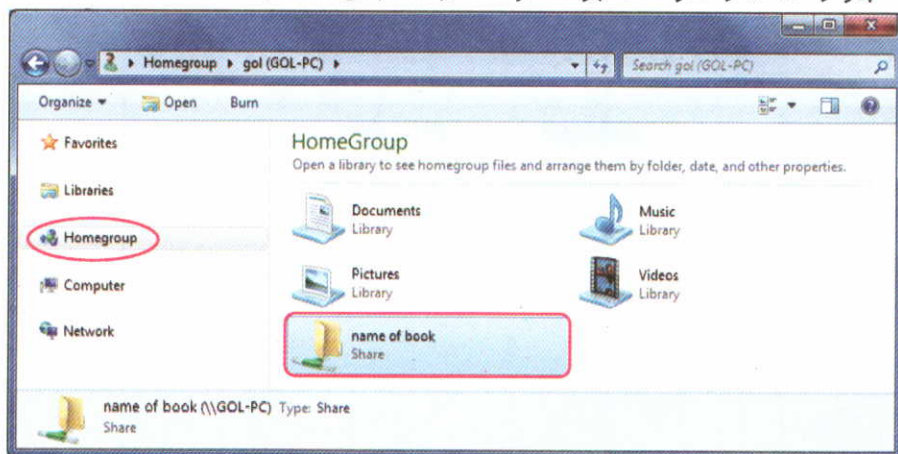 Homegroup ▸ gol (GOL-PC) ▸
Search gol (GOL-PC)
Organize ▼ Open Burn
Favorites
Libraries
Homegroup
Computer
Network
HomeGroup
Open a library to see homegroup files and arrange them by folder, date, and other properties.
Documents
Library
Music
Library
Pictures
Library
Videos
Library
name of book
Share
name of book (\\GOL-PC) Type: Share
Share